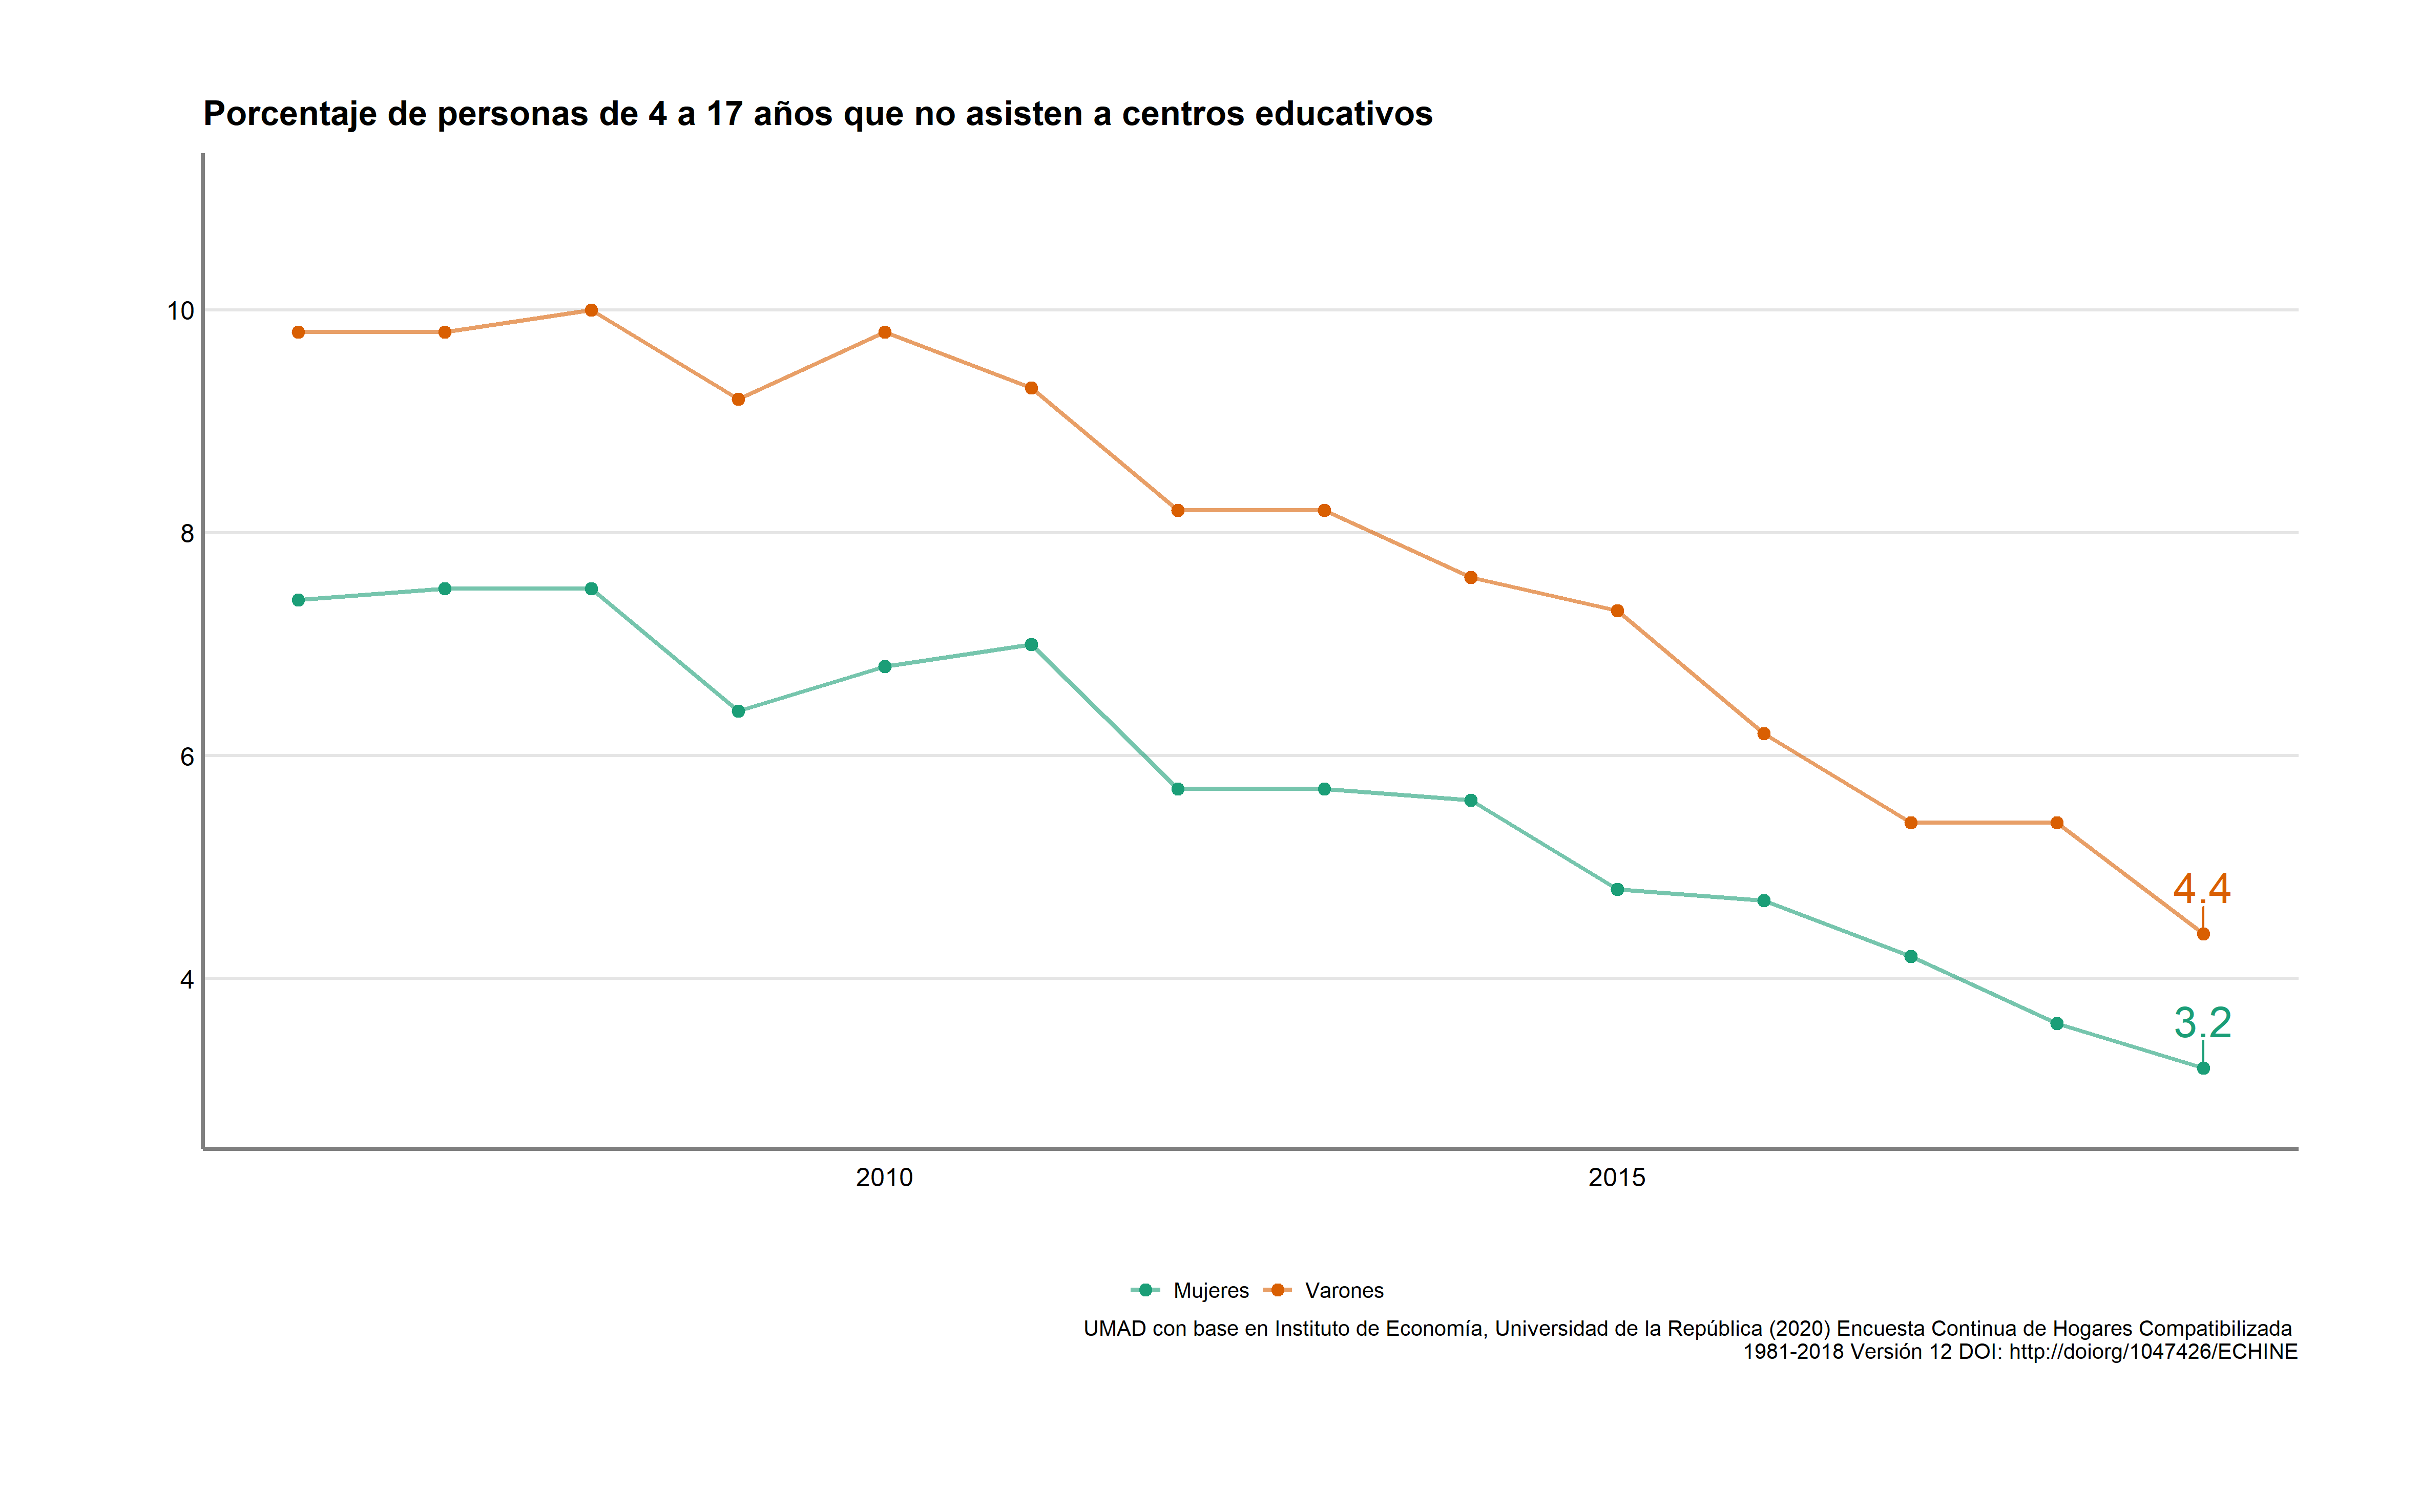 Porcentaje de personas de 4 a 17 años que no asisten a centros educativos
10
8
6
4
4.4
3.2
2010 2015
Mujeres Varones
UMAD con base en Instituto de Economía, Universidad de la República (2020) Encuesta Continua de Hogares Compatibilizada
1981-2018 Versión 12 DOI: http://doiorg/1047426/ECHINE